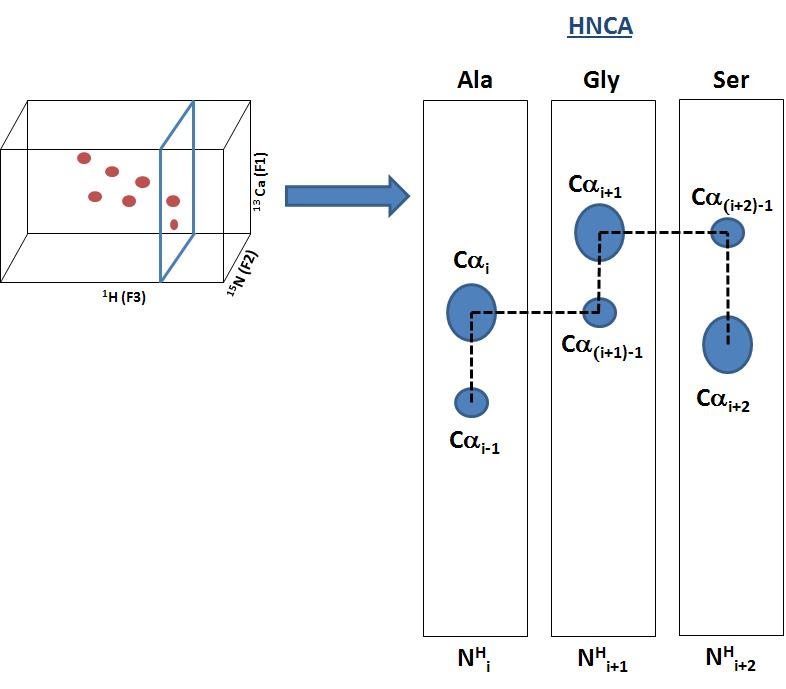 HNCA
Ala Gly Ser
Cα(i+2)-1
Cαi+1
Cαi
Cα(i+1)-1
Cαi+2
Cαi-1
13 Ca (F1)
15N (F2)
1H (F3)
NHi NHi+1 NHi+2